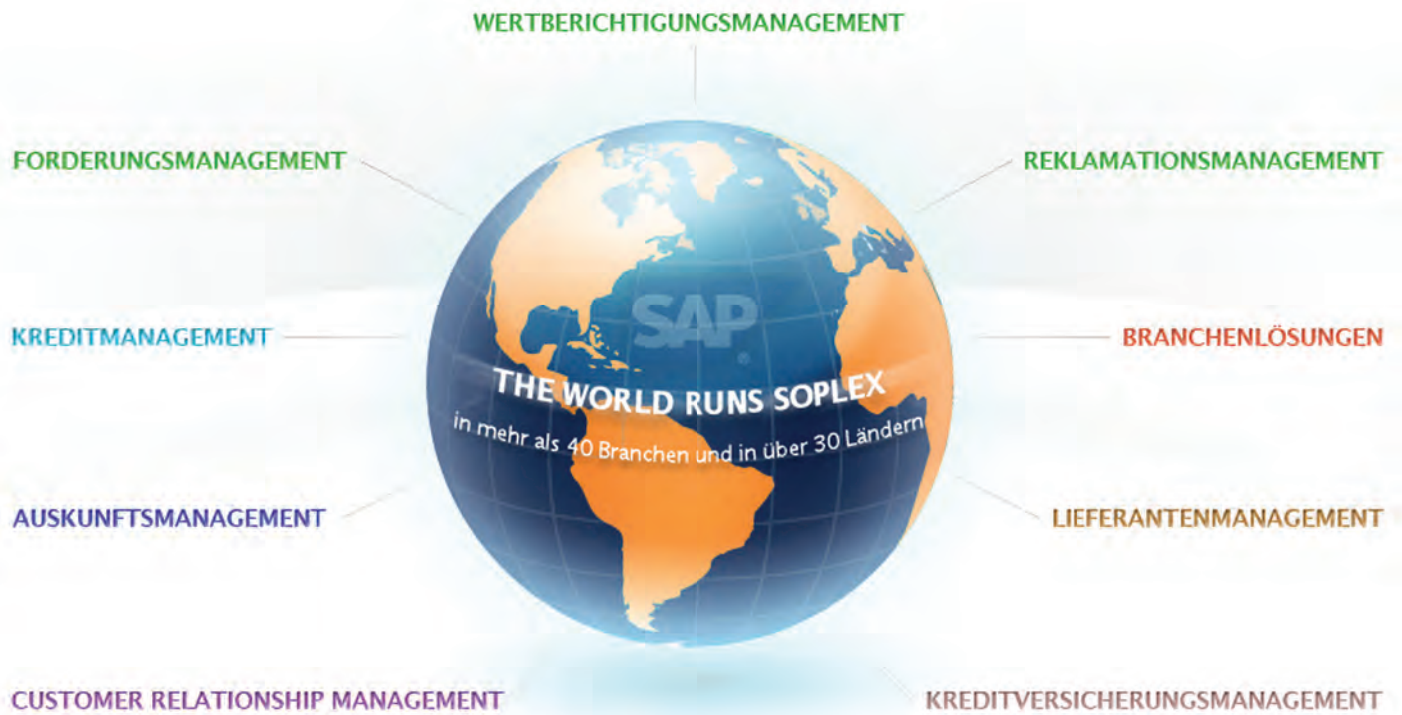 WERTBERICHTIGUNGSMANAGEMENT
FORDERUNGSMANAGEMENT
REKLAMATIONSMANAGEMENT
SAP®
KREDITMANAGEMENT
BRANCHENLÖSUNGEN
THE WORLD RUNS SOPLEX
in mehr als 40 Branchen und in über 30 Ländern
AUSKUNFTSMANAGEMENT
LIEFERANTENMANAGEMENT
CUSTOMER RELATIONSHIP MANAGEMENT
KREDITVERSICHERUNGSMANAGEMENT